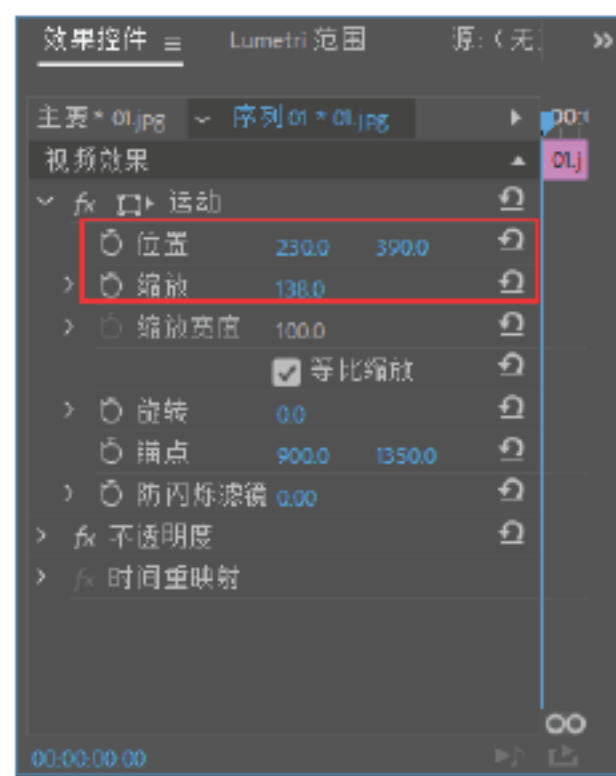 效果控件 ≡ Lumetri 范围 源:（无
主要 * 01.jpg 序列 01 * 01.jpg 00:
视频效果 01.j
fx 运动
位置 230.0 390.0
缩放 138.0
缩放宽度 100.0
等比缩放
旋转 0.0
锚点 900.0 1350.0
防闪烁滤镜 0.00
fx 不透明度
fx 时间重映射
00:00:00:00